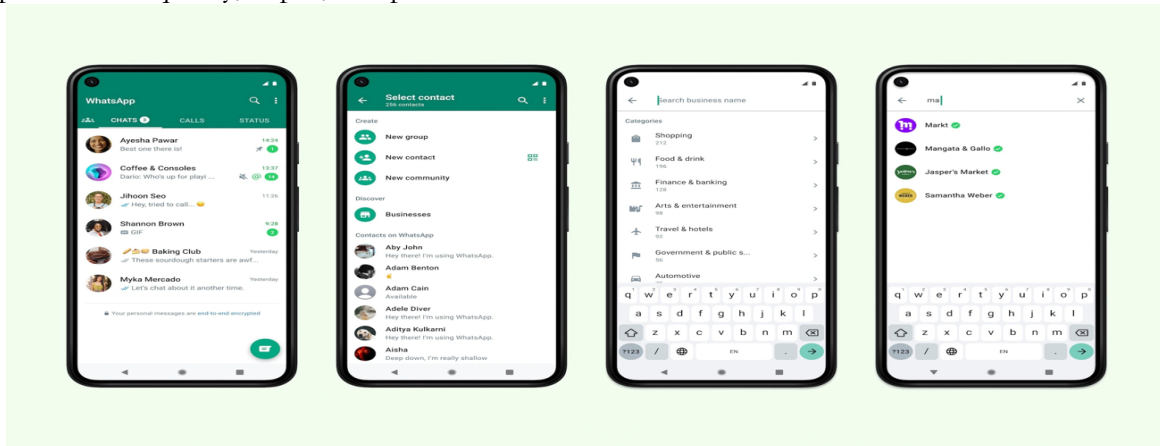 WhatsApp
CHATS 3 CALLS STATUS
Ayesha Pawar 14:34
Best one there is! 1
Coffee & Consoles 13:37
Dario: Who's up for playi ... @ 14
Jihoon Seo 11:26
Hey, tried to call...
Shannon Brown 9:28
GIF 3
Baking Club Yesterday
These sourdough starters are awf...
Myka Mercado Yesterday
Let's chat about it another time.
Your personal messages are end-to-end encrypted
Select contact
256 contacts
Create
New group
New contact
New community
Discover
Businesses
Contacts on WhatsApp
Aby John
Hey there! I'm using WhatsApp.
Adam Benton
Adam Cain
Available
Adele Diver
Hey there! I'm using WhatsApp.
Aditya Kulkarni
Hey there! I'm using WhatsApp.
Aisha
Deep down, I'm really shallow
Search business name
Categories
Shopping
212
Food & drink
196
Finance & banking
128
Arts & entertainment
98
Travel & hotels
92
Government & public s...
56
Automotive
q w e r t y u i o p
a s d f g h j k l
z x c v b n m
?123 / EN .
ma
Markt
Mangata & Gallo
Jasper's Market
Samantha Weber
q w e r t y u i o p
a s d f g h j k l
z x c v b n m
?123 / EN .